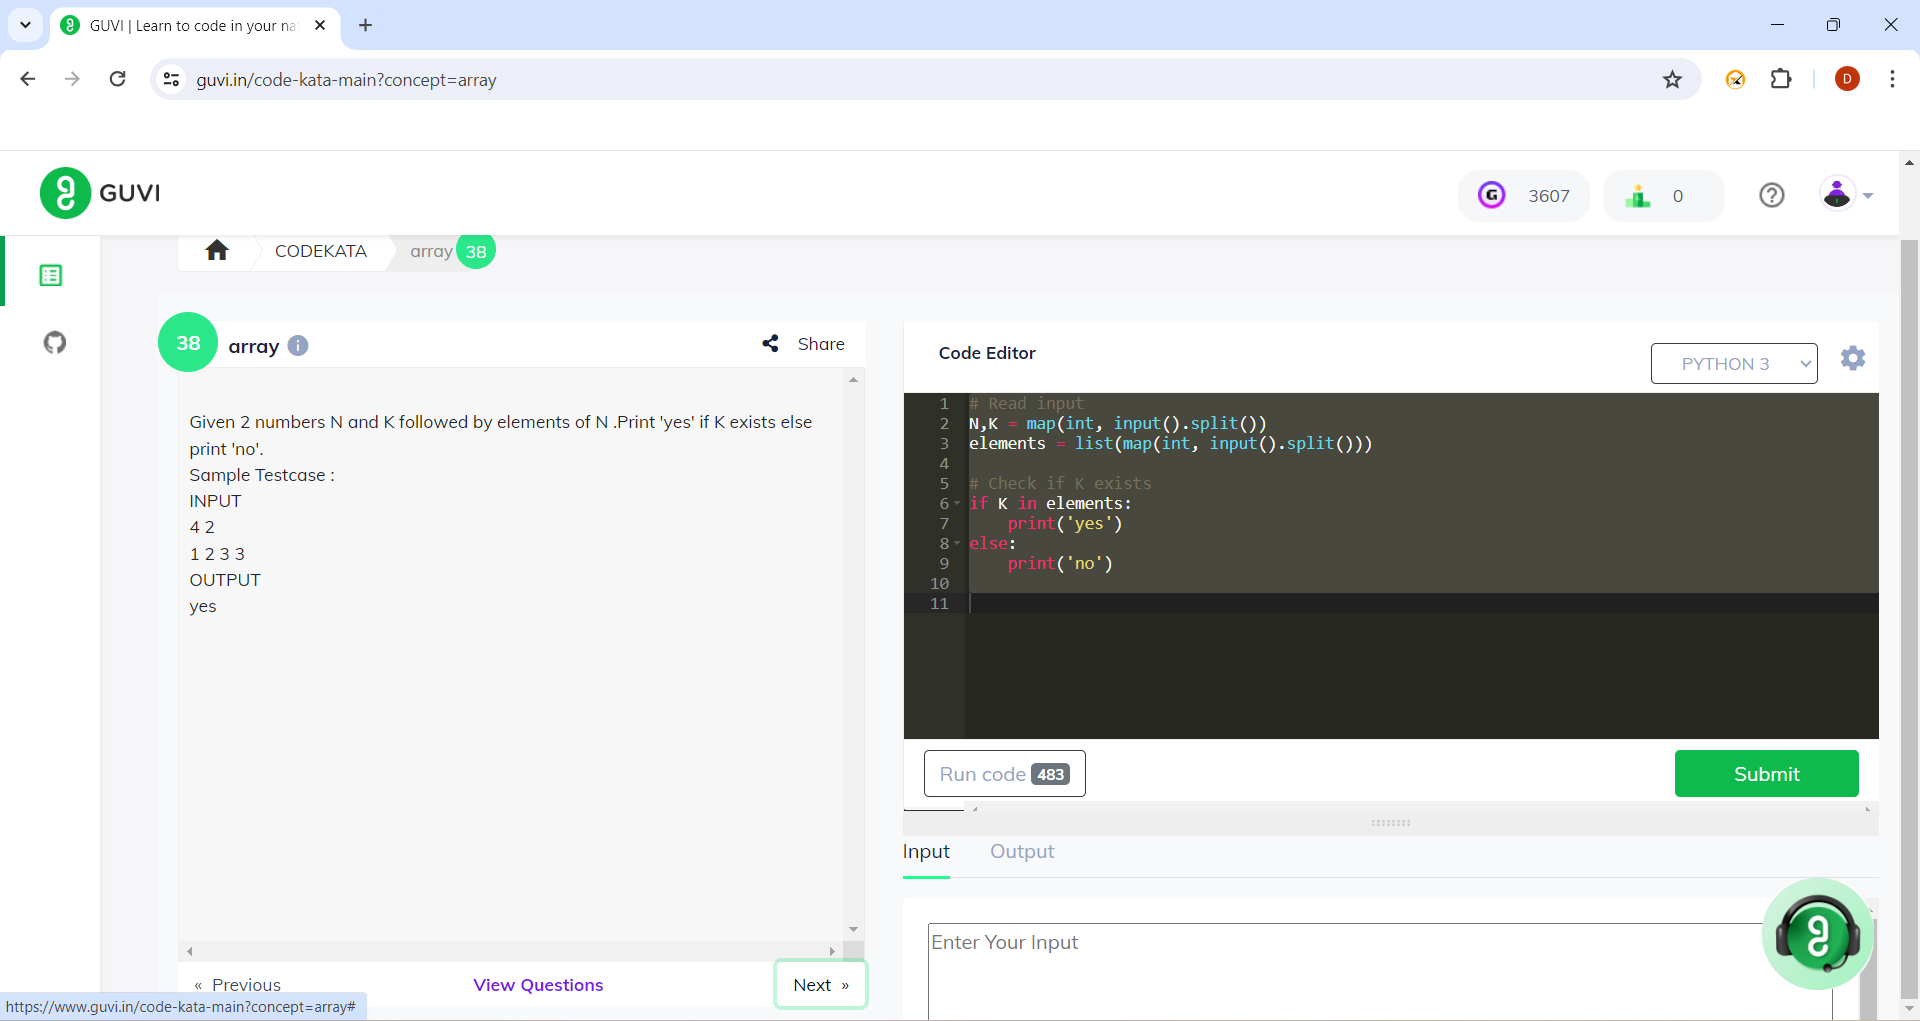 GUVI | Learn to code in your na
guvi.in/code-kata-main?concept=array
D
GUVI
G 3607
0
CODEKATA
array 38
38 array i
Share
Given 2 numbers N and K followed by elements of N .Print 'yes' if K exists else
print 'no'.
Sample Testcase :
INPUT
4 2
1 2 3 3
OUTPUT
yes
« Previous
View Questions
Next »
https://www.guvi.in/code-kata-main?concept=array#
Code Editor
PYTHON 3
1 # Read input
2 N,K = map(int, input().split())
3 elements = list(map(int, input().split()))
4
5 # Check if K exists
6 if K in elements:
7 print('yes')
8 else:
9 print('no')
10
11
Run code 483
Submit
Input
Output
Enter Your Input